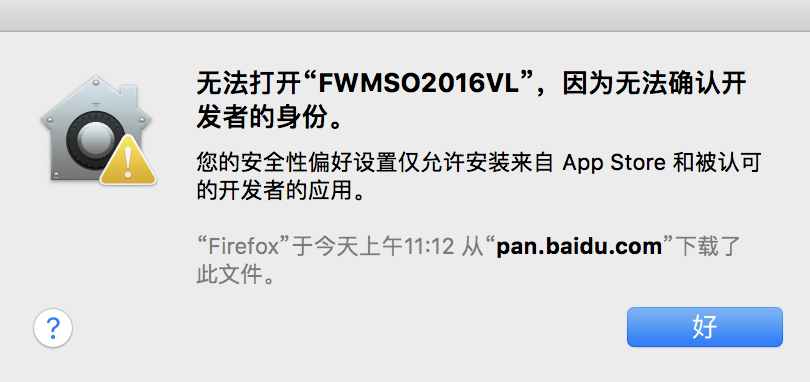 无法打开“FWMSO2016VL”，因为无法确认开
发者的身份。
您的安全性偏好设置仅允许安装来自 App Store 和被认可
的开发者的应用。
“Firefox”于今天上午11:12 从“pan.baidu.com”下载了
此文件。
?
好